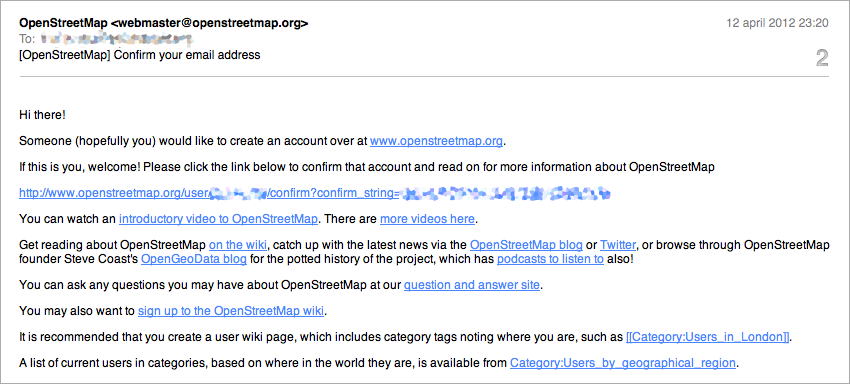 OpenStreetMap <webmaster@openstreetmap.org>
12 april 2012 23:20
To:
[OpenStreetMap] Confirm your email address
2
Hi there!
Someone (hopefully you) would like to create an account over at www.openstreetmap.org.
If this is you, welcome! Please click the link below to confirm that account and read on for more information about OpenStreetMap
http://www.openstreetmap.org/user/ /confirm?confirm_string=
You can watch an introductory video to OpenStreetMap. There are more videos here.
Get reading about OpenStreetMap on the wiki, catch up with the latest news via the OpenStreetMap blog or Twitter, or browse through OpenStreetMap
founder Steve Coast's OpenGeoData blog for the potted history of the project, which has podcasts to listen to also!
You can ask any questions you may have about OpenStreetMap at our question and answer site.
You may also want to sign up to the OpenStreetMap wiki.
It is recommended that you create a user wiki page, which includes category tags noting where you are, such as [[Category:Users_in_London]].
A list of current users in categories, based on where in the world they are, is available from Category:Users_by_geographical_region.